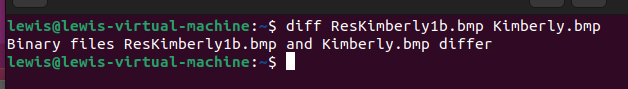 lewis@lewis-virtual-machine:~$ diff ResKimberly1b.bmp Kimberly.bmp
Binary files ResKimberly1b.bmp and Kimberly.bmp differ
lewis@lewis-virtual-machine:~$